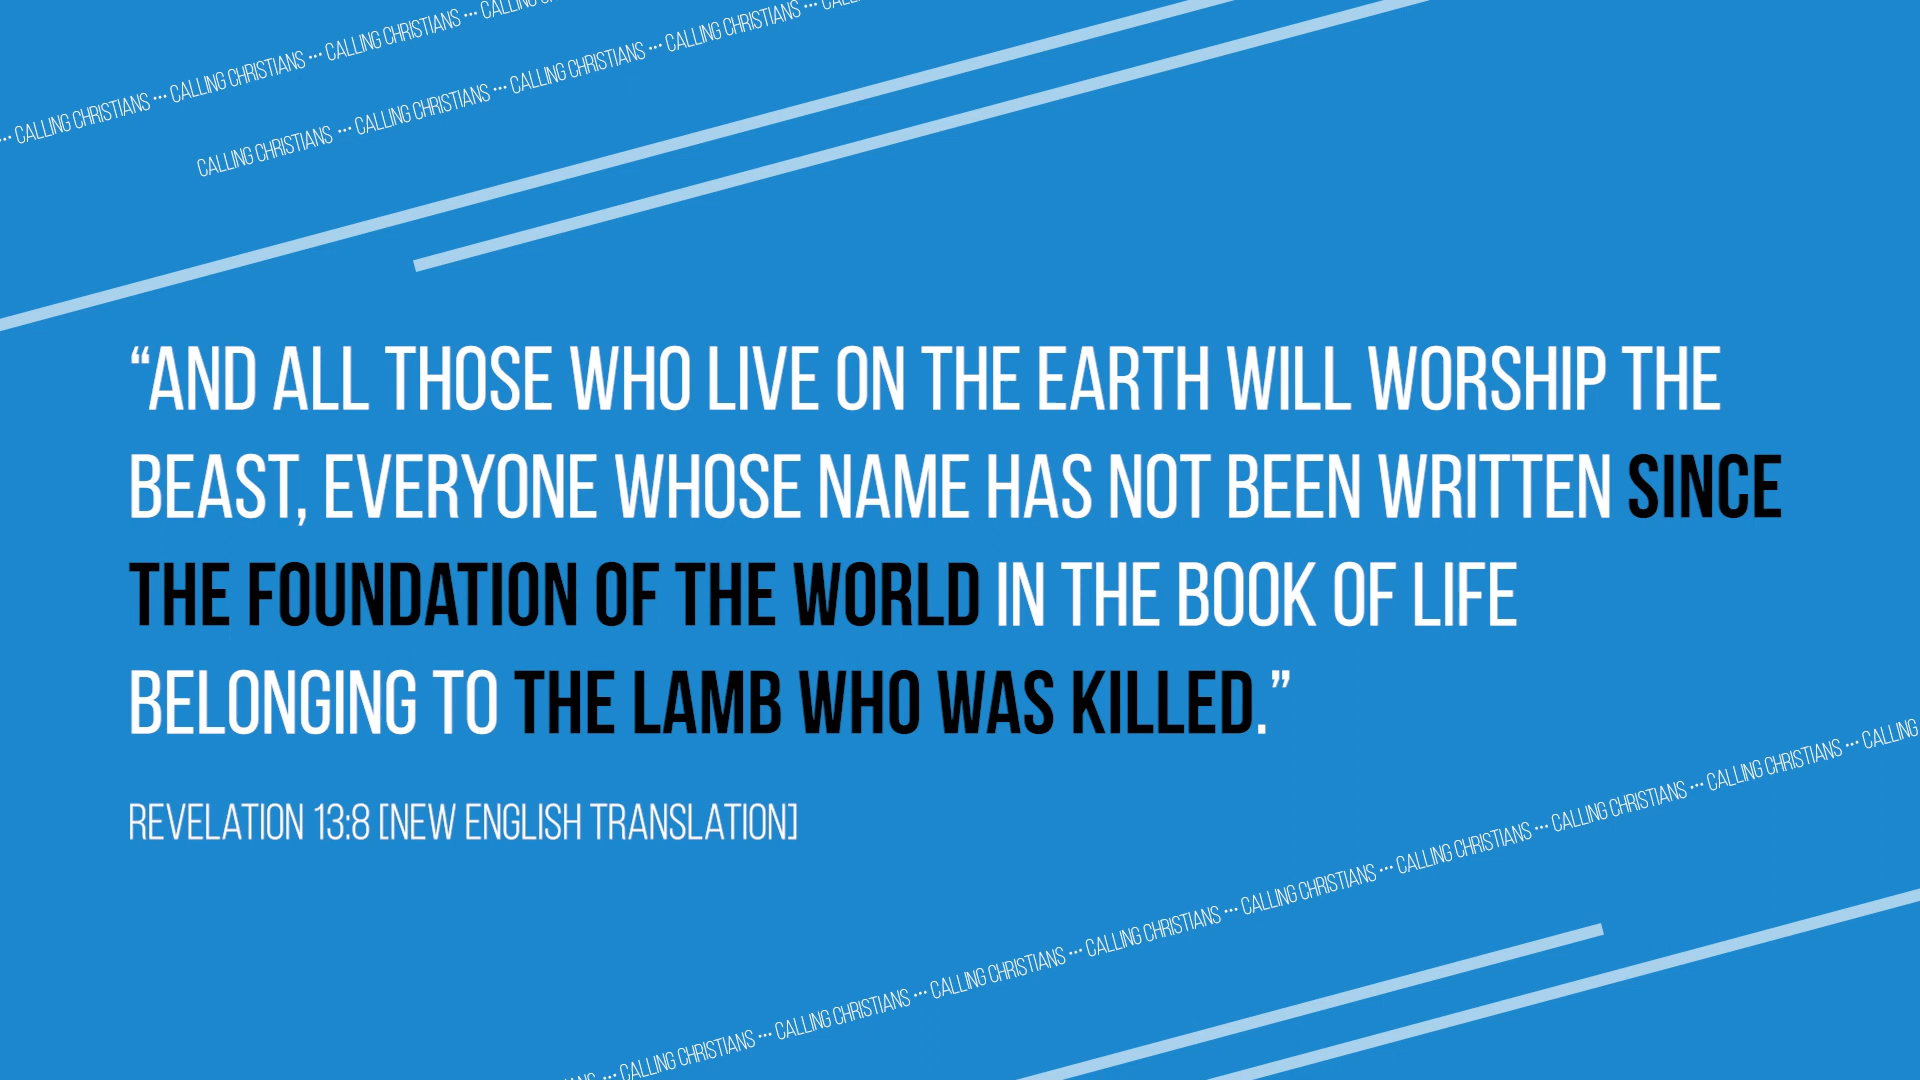 ••• CALLING CHRISTIANS ••• CALLING CHRISTIANS ••• CALLING CHRISTIANS ••• CALLING
CALLING CHRISTIANS ••• CALLING CHRISTIANS ••• CALLING CHRISTIANS ••• CALLING CHRISTIANS •••
“AND ALL THOSE WHO LIVE ON THE EARTH WILL WORSHIP THE
BEAST, EVERYONE WHOSE NAME HAS NOT BEEN WRITTEN SINCE
THE FOUNDATION OF THE WORLD IN THE BOOK OF LIFE
BELONGING TO THE LAMB WHO WAS KILLED.”
REVELATION 13:8 [NEW ENGLISH TRANSLATION]
••• CALLING CHRISTIANS ••• CALLING CHRISTIANS ••• CALLING CHRISTIANS ••• CALLING CHRISTIANS ••• CALLING CHRISTIANS ••• CALLING CHRISTIANS ••• CALLING CHRISTIANS ••• CALLING CHRISTIANS ••• CALLING